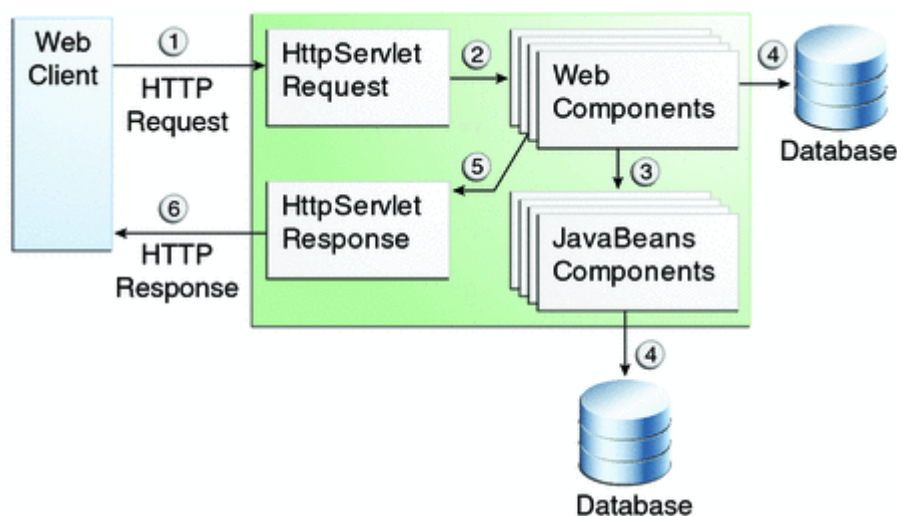 Web
Client
1
HTTP
Request
HttpServlet
Request
2
Web
Components
4
Database
5
3
6
HTTP
Response
HttpServlet
Response
JavaBeans
Components
4
Database